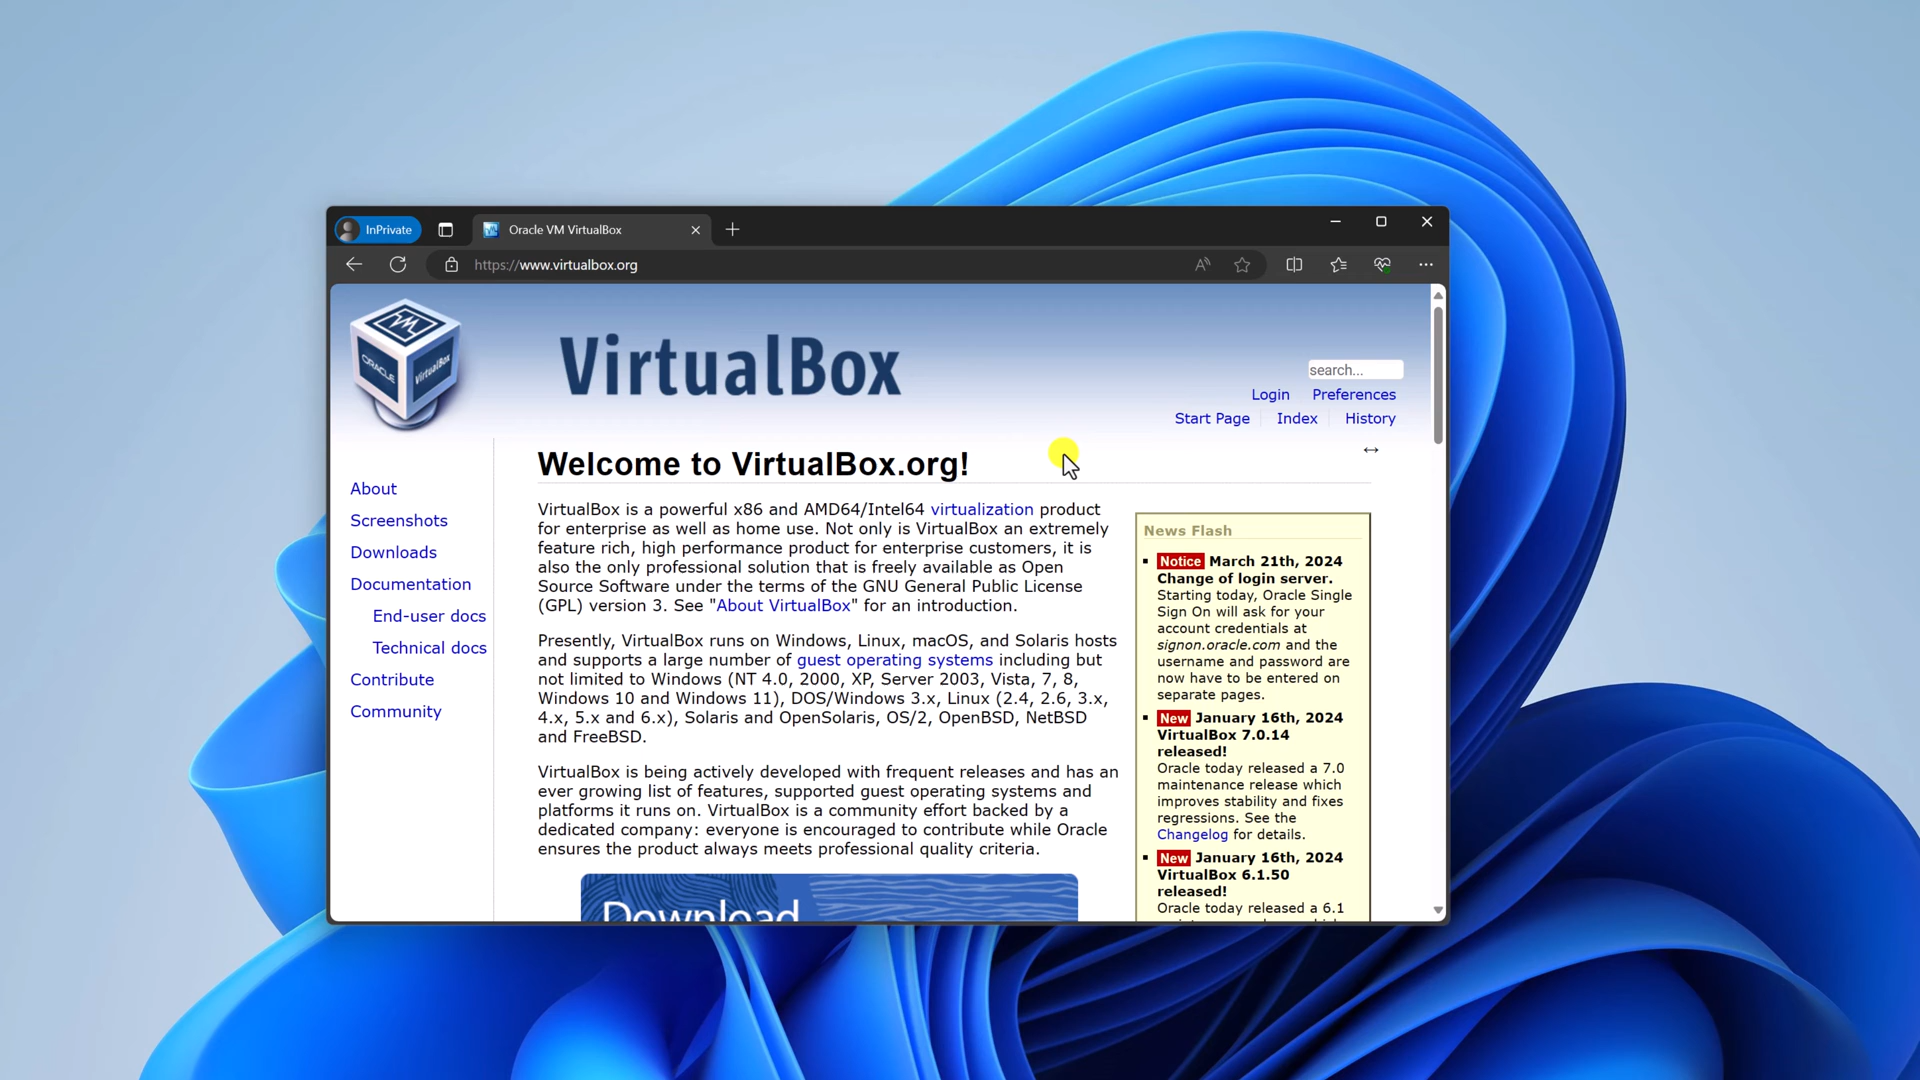 InPrivate
Oracle VM VirtualBox
https://www.virtualbox.org
ORACLE
VirtualBox
VirtualBox
search...
Login Preferences
Start Page Index History
Welcome to VirtualBox.org!
About
Screenshots
Downloads
Documentation
End-user docs
Technical docs
Contribute
Community
VirtualBox is a powerful x86 and AMD64/Intel64 virtualization product
for enterprise as well as home use. Not only is VirtualBox an extremely
feature rich, high performance product for enterprise customers, it is
also the only professional solution that is freely available as Open
Source Software under the terms of the GNU General Public License
(GPL) version 3. See "About VirtualBox" for an introduction.
Presently, VirtualBox runs on Windows, Linux, macOS, and Solaris hosts
and supports a large number of guest operating systems including but
not limited to Windows (NT 4.0, 2000, XP, Server 2003, Vista, 7, 8,
Windows 10 and Windows 11), DOS/Windows 3.x, Linux (2.4, 2.6, 3.x,
4.x, 5.x and 6.x), Solaris and OpenSolaris, OS/2, OpenBSD, NetBSD
and FreeBSD.
VirtualBox is being actively developed with frequent releases and has an
ever growing list of features, supported guest operating systems and
platforms it runs on. VirtualBox is a community effort backed by a
dedicated company: everyone is encouraged to contribute while Oracle
ensures the product always meets professional quality criteria.
Download
News Flash
Notice March 21th, 2024
Change of login server.
Starting today, Oracle Single
Sign On will ask for your
account credentials at
signon.oracle.com and the
username and password are
now have to be entered on
separate pages.
New January 16th, 2024
VirtualBox 7.0.14
released!
Oracle today released a 7.0
maintenance release which
improves stability and fixes
regressions. See the
Changelog for details.
New January 16th, 2024
VirtualBox 6.1.50
released!
Oracle today released a 6.1